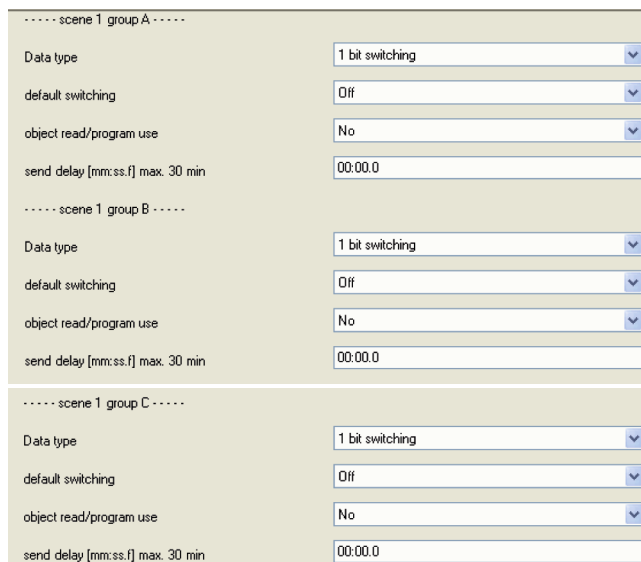 - - - - - scene 1 group A - - - - -
Data type 1 bit switching
default switching Off
object read/program use No
send delay [mm:ss.f] max. 30 min 00:00.0
- - - - - scene 1 group B - - - - -
Data type 1 bit switching
default switching Off
object read/program use No
send delay [mm:ss.f] max. 30 min 00:00.0
- - - - - scene 1 group C - - - - -
Data type 1 bit switching
default switching Off
object read/program use No
send delay [mm:ss.f] max. 30 min 00:00.0